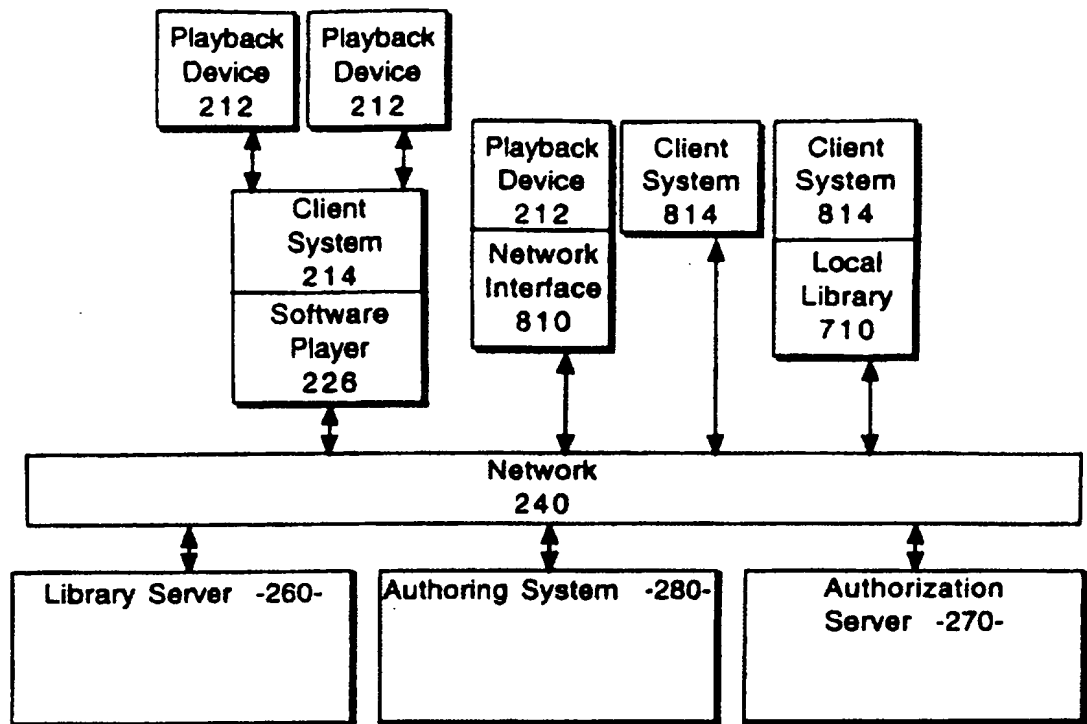 Playback
Device
212
Playback
Device
212
Client
System
214
Software
Player
226
Playback
Device
212
Network
Interface
810
Client
System
814
Client
System
814
Local
Library
710
Network
240
Library Server -260-
Authoring System -280-
Authorization
Server -270-